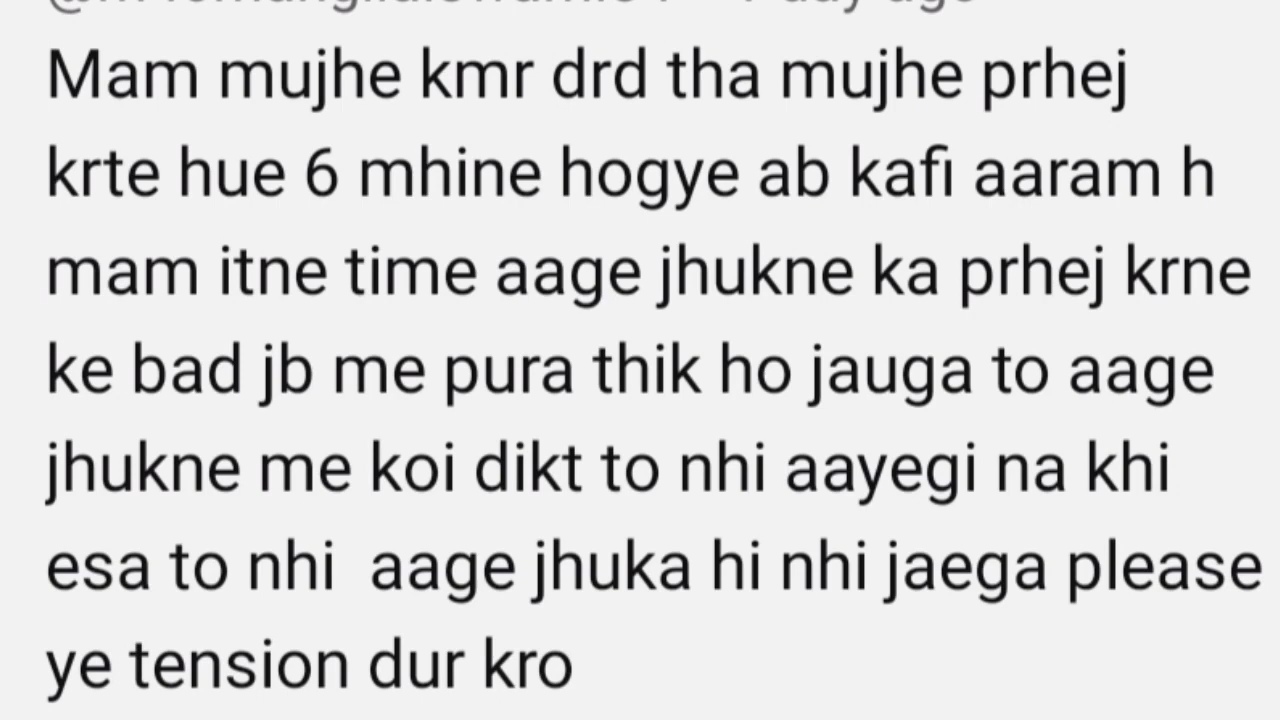 Mam mujhe kmr drd tha mujhe prhej
krte hue 6 mhine hogye ab kafi aaram h
mam itne time aage jhukne ka prhej krne
ke bad jb me pura thik ho jauga to aage
jhukne me koi dikt to nhi aayegi na khi
esa to nhi  aage jhuka hi nhi jaega please
ye tension dur kro